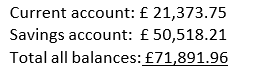 Current account: £ 21,373.75
Savings account: £ 50,518.21
Total all balances: £71,891.96